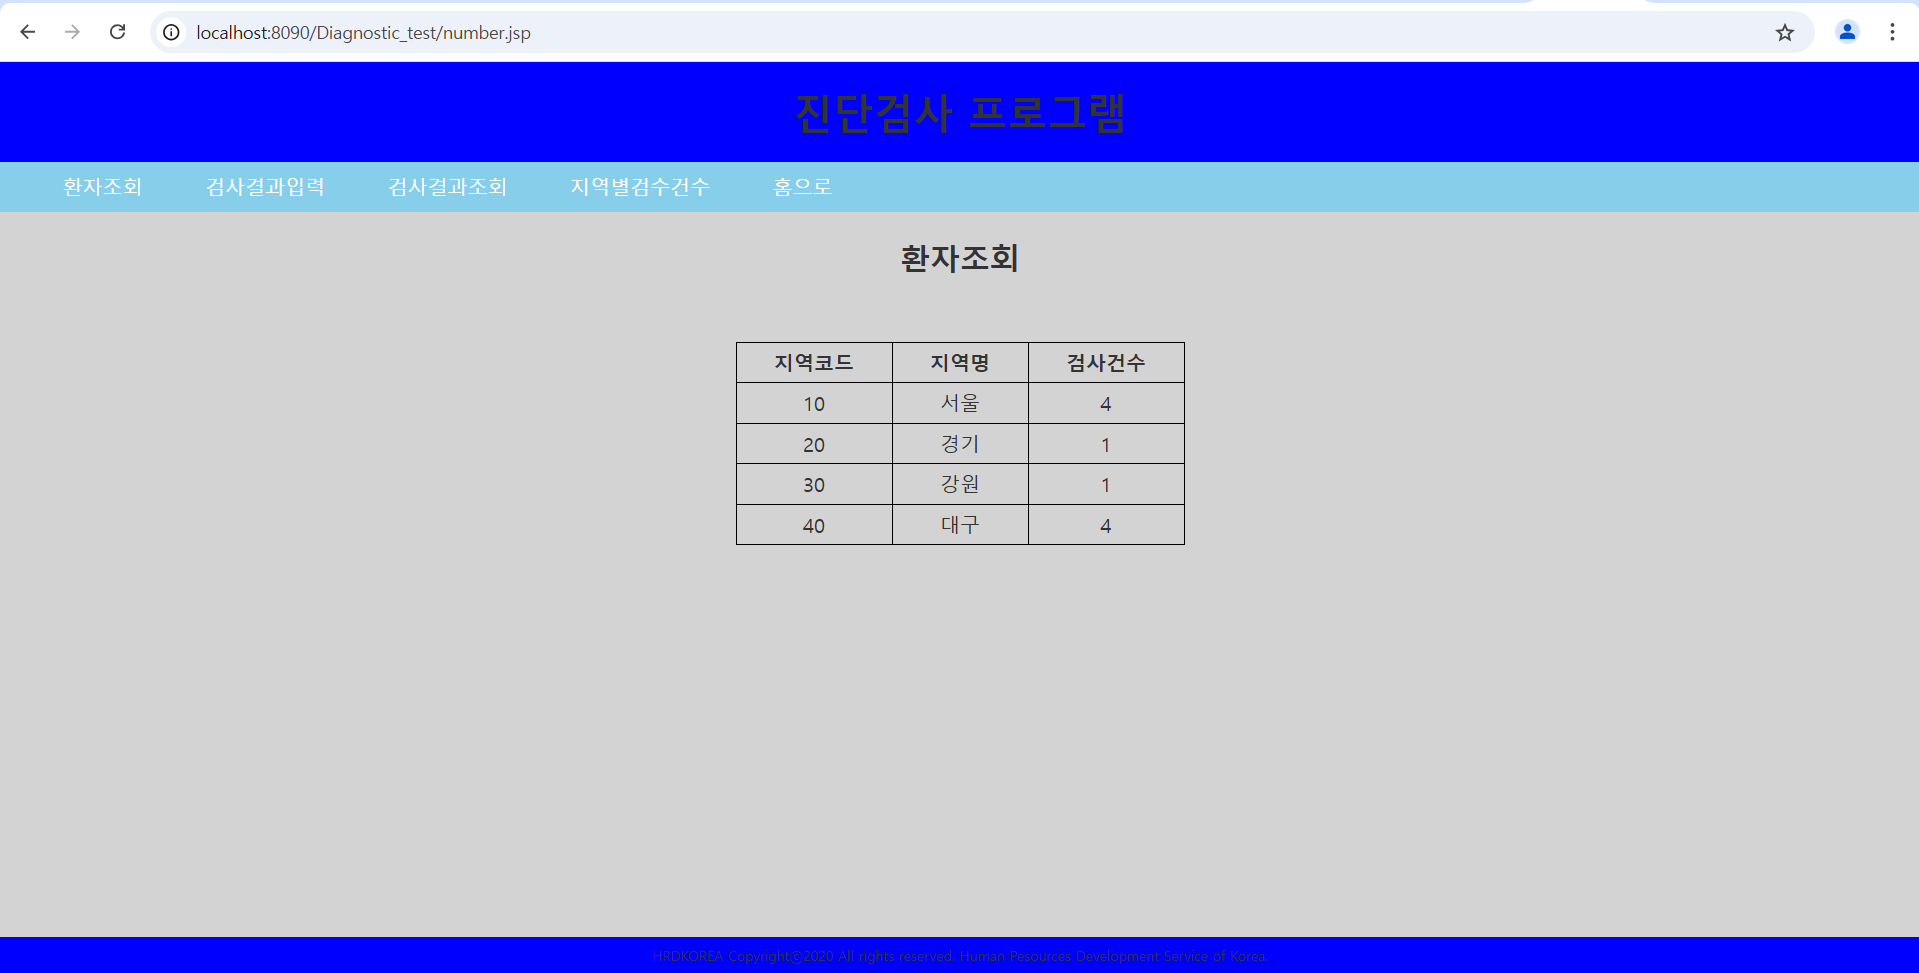 localhost:8090/Diagnostic_test/number.jsp
진단검사 프로그램
환자조회 검사결과입력 검사결과조회 지역별검수건수 홈으로
환자조회
지역코드 지역명 검사건수
10 서울 4
20 경기 1
30 강원 1
40 대구 4
HRDKOREA Copyrightⓒ2020 All rights reserved. Human Pesources Development Service of Korea.